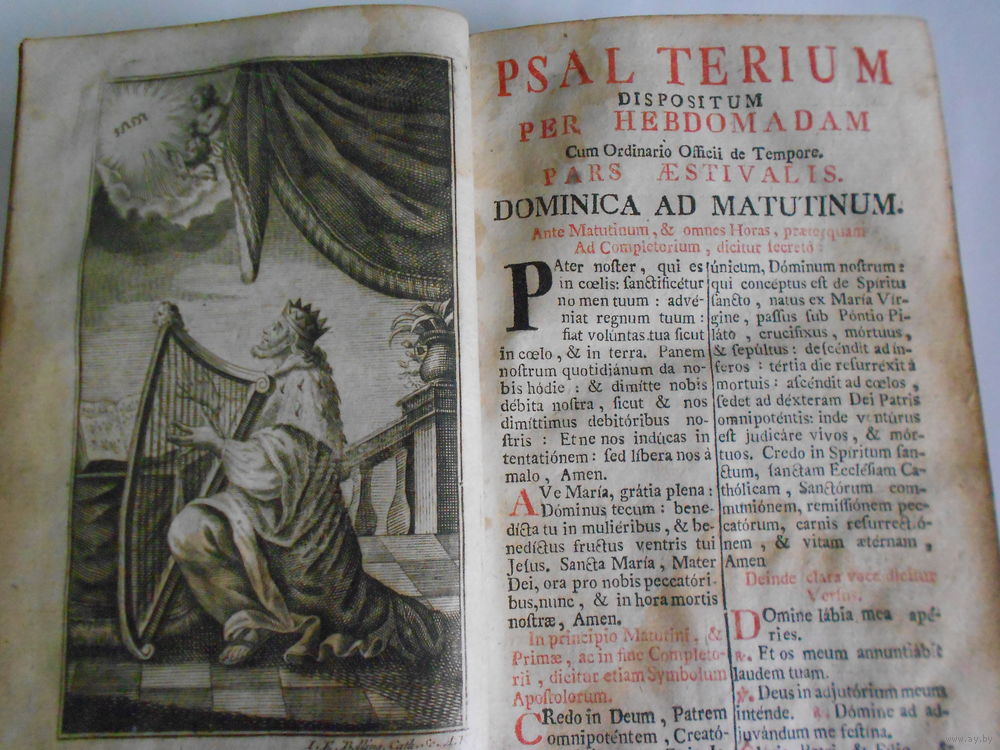 PSALTERIUM
DISPOSITUM
PER HEBDOMADAM
Cum Ordinario Officii de Tempore.
PARS ÆSTIVALIS.
DOMINICA AD MATUTINUM.
Ante Matutinum, & omnes Horas, præterquam
Ad Completorium, dicitur ſecretò:
PAter noſter, qui es
in cœlis: ſanctificétur
nomen tuum: advé-
niat regnum tuum:
fiat volúntas tua ſicut
in cœlo, & in terra. Panem
noſtrum quotidiánum da no-
bis hódie: & dimítte nobis
débita noſtra, ſicut & nos
dimíttimus debitóribus no-
ſtris: Et ne nos indúcas in
tentatiónem: ſed líbera nos à
malo, Amen.
AVe María, grátia plena:
Dóminus tecum: bene-
dícta tu in muliéribus, & be-
nedíctus fructus ventris tui
Jeſus. Sancta María, Mater
Dei, ora pro nobis peccatóri-
bus, nunc, & in hora mortis
noſtræ, Amen.
In principio Matutini, &
Primæ, ac in fine Completo-
rii, dicitur etiam Symbolum
Apoſtolorum.
CRedo in Deum, Patrem
omnipoténtem, Creató-
únicum, Dóminum noſtrum:
qui concéptus eſt de Spíritu
ſancto, natus ex María Vír-
gine, paſſus ſub Póntio Pi-
láto, crucifíxus, mórtuus,
& ſepúltus: deſcéndit ad ín-
feros: tértia die reſurréxit à
mórtuis: aſcéndit ad cœlos,
ſedet ad déxteram Dei Patris
omnipoténtis: inde ventúrus
eſt judicáre vivos, & mór-
tuos. Credo in Spíritum ſan-
ctum, ſanctam Eccléſiam Ca-
thólicam, Sanctórum com-
muniónem, remiſſiónem pec-
catórum, carnis reſurrectió-
nem, & vitam ætérnam,
Amen
Deinde clara voce dicitur
Verſus.
DOmine lábia mea apé-
ries.
℟. Et os meum annuntiábit
laudem tuam.
℣. Deus in adjutórium meum
inténde. ℟. Dómine ad ad-
juvándum me feſtína.
www.ay.by